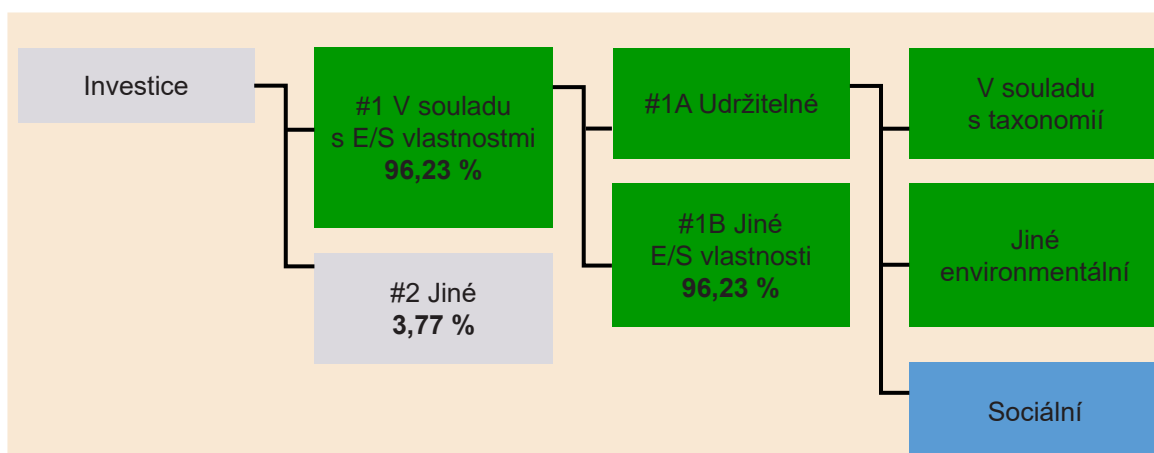 Investice
#1 V souladu
s E/S vlastnostmi
96,23 %
#2 Jiné
3,77 %
#1A Udržitelné
#1B Jiné
E/S vlastnosti
96,23 %
V souladu
s taxonomií
Jiné
environmentální
Sociální